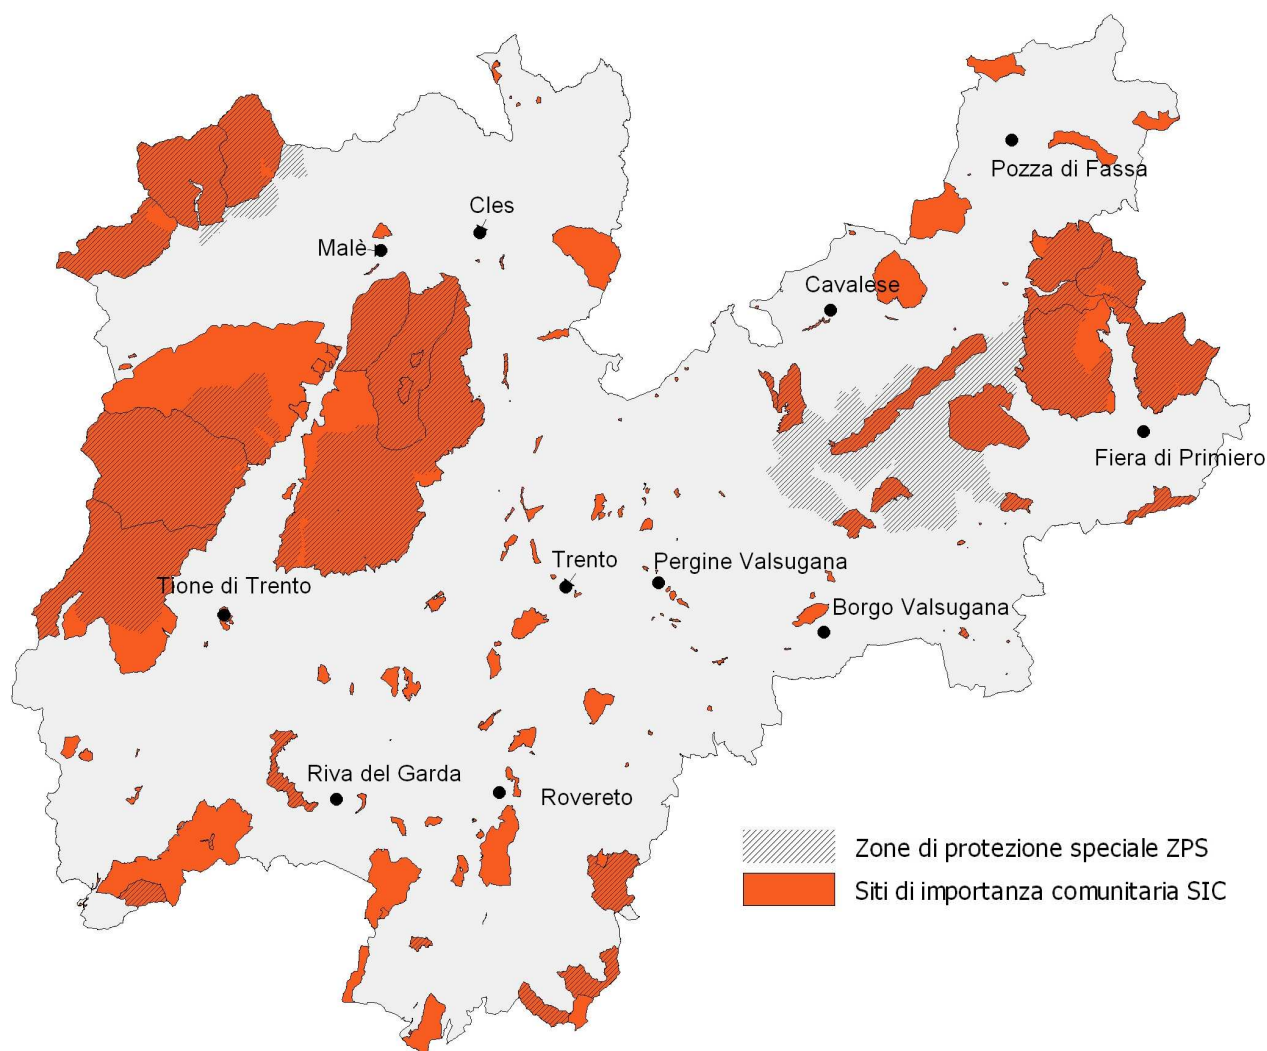 Pozza di Fassa
Cles
Malè
Cavalese
Fiera di Primiero
Trento
Pergine Valsugana
Tione di Trento
Borgo Valsugana
Riva del Garda
Rovereto
Zone di protezione speciale ZPS
Siti di importanza comunitaria SIC